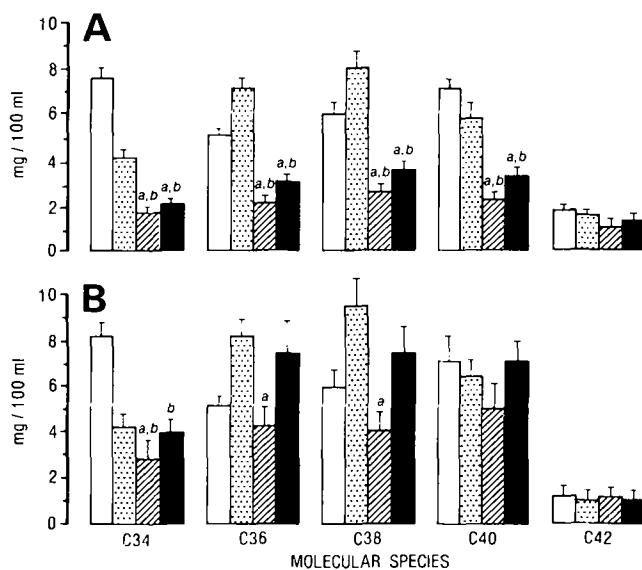 A
10
8
6
4
2
0
mg / 100 ml
a,b a,b
a,b a,b
a,b a,b
a,b a,b
B
10
8
6
4
2
0
mg / 100 ml
a,b b
a
a
C34 C36 C38 C40 C42
MOLECULAR SPECIES